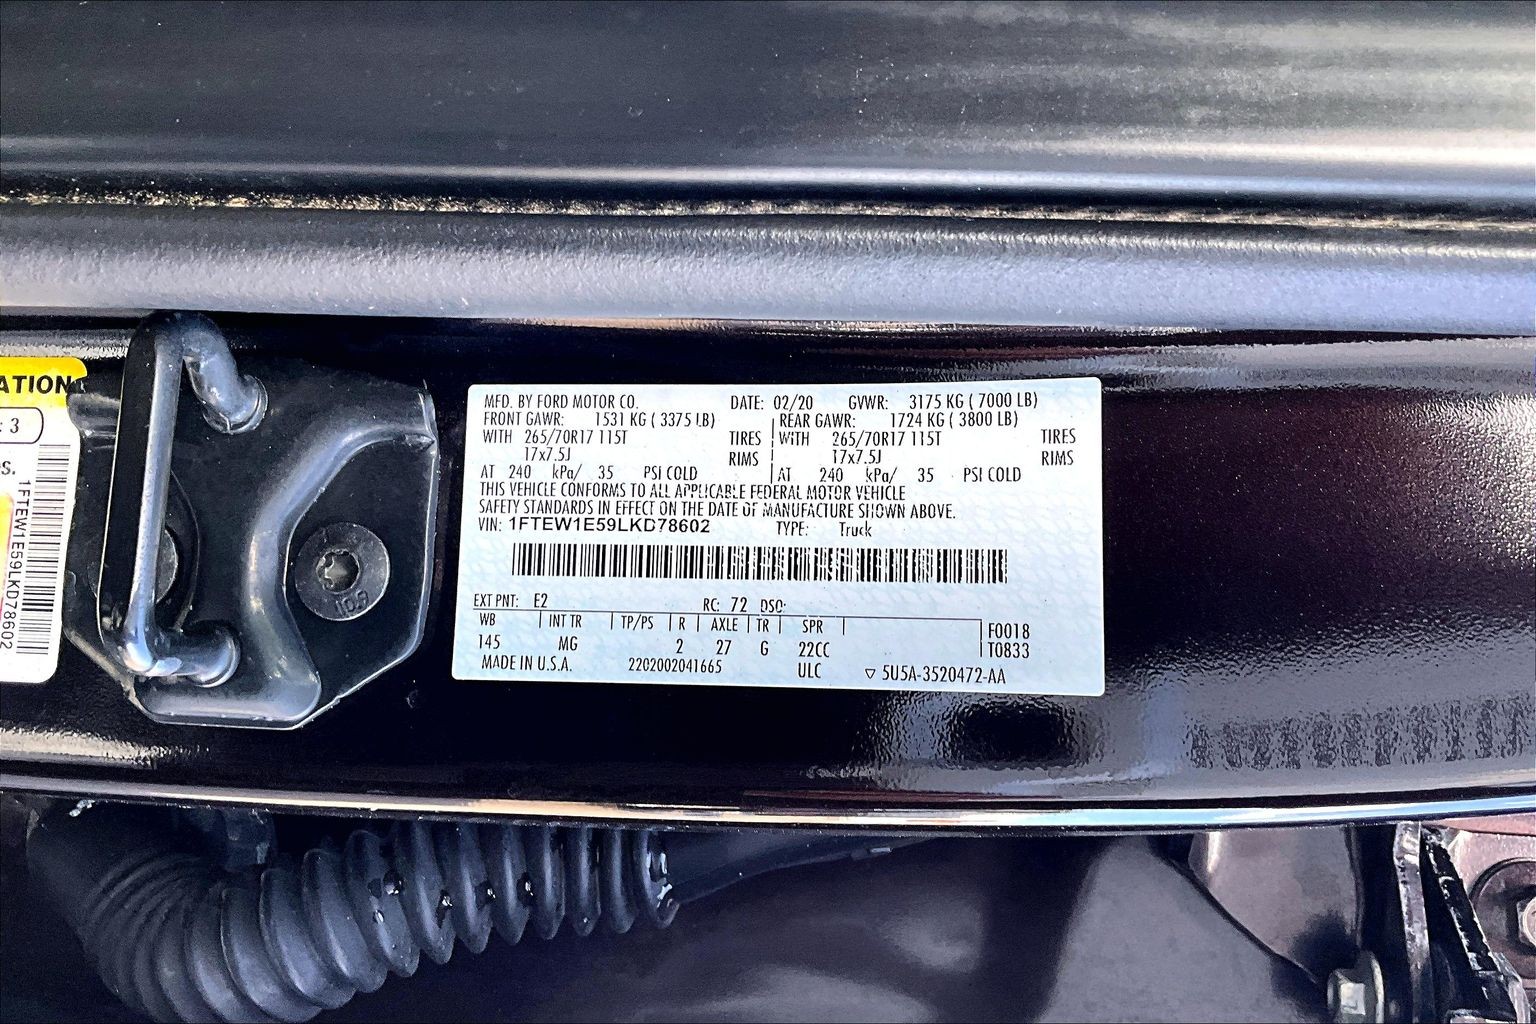 ATION
: 3
s.
1FTEW1E59LKD78602
MFD. BY FORD MOTOR CO. DATE: 02/20 GVWR: 3175 KG ( 7000 LB)
FRONT GAWR: 1531 KG ( 3375 LB) REAR GAWR: 1724 KG ( 3800 LB)
WITH 265/70R17 115T TIRES WITH 265/70R17 115T TIRES
17x7.5J RIMS 17x7.5J RIMS
AT 240 kPa/ 35 PSI COLD AT 240 kPa/ 35 PSI COLD
THIS VEHICLE CONFORMS TO ALL APPLICABLE FEDERAL MOTOR VEHICLE
SAFETY STANDARDS IN EFFECT ON THE DATE OF MANUFACTURE SHOWN ABOVE.
VIN: 1FTEW1E59LKD78602 TYPE: Truck
EXT PNT: E2 RC: 72 DSO:
WB INT TR TP/PS R AXLE TR SPR F0018
145 MG 2 27 G 22CC T0833
MADE IN U.S.A. 2202002041665 ULC ▽ 5U5A-3520472-AA
10.9